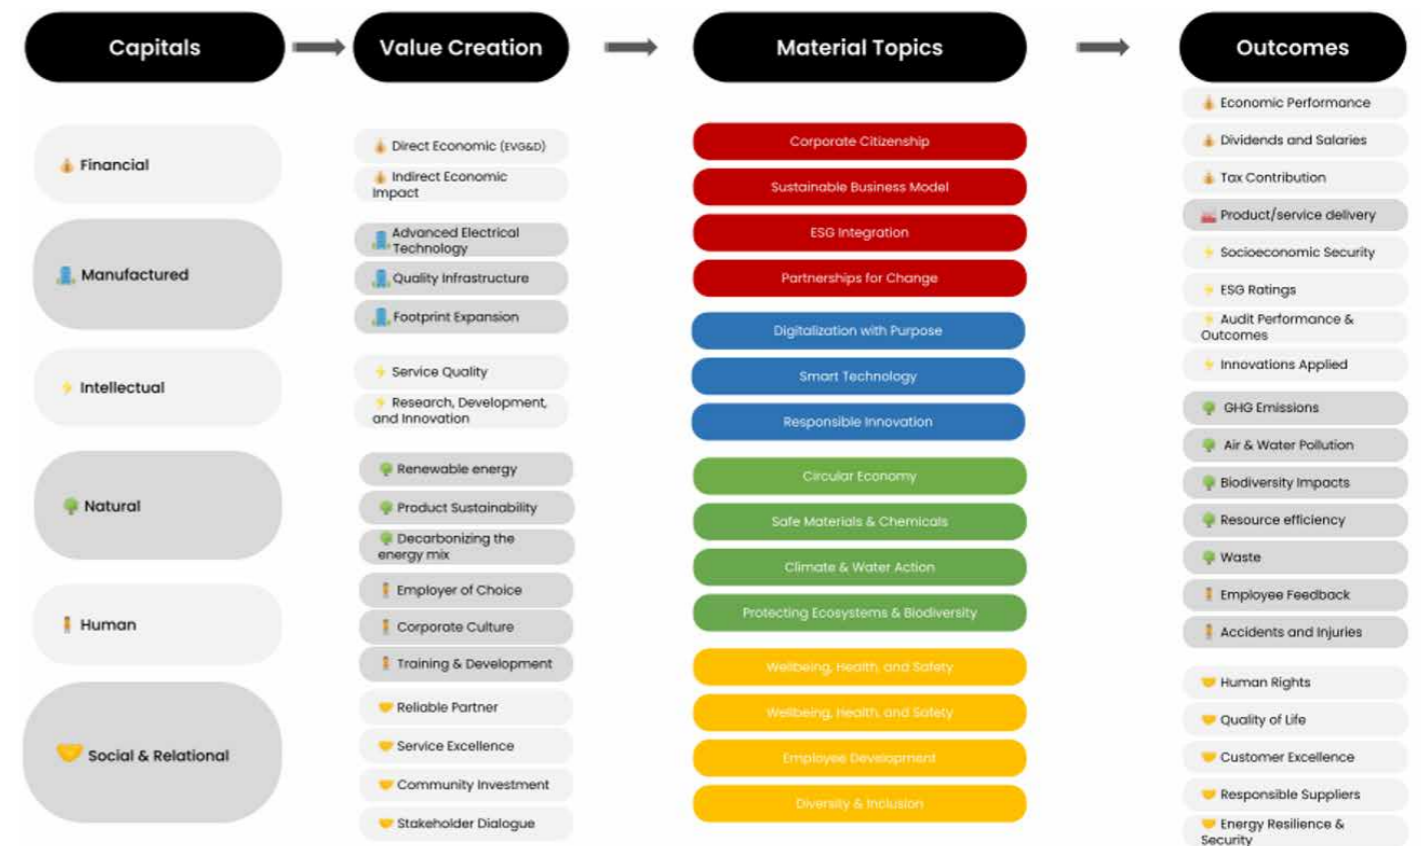 Capitals
Value Creation
Material Topics
Outcomes
Financial
Manufactured
Intellectual
Natural
Human
Social & Relational
Direct Economic (EVG&D)
Indirect Economic
Impact
Advanced Electrical
Technology
Quality Infrastructure
Footprint Expansion
Service Quality
Research, Development,
and Innovation
Renewable energy
Product Sustainability
Decarbonizing the
energy mix
Employer of Choice
Corporate Culture
Training & Development
Reliable Partner
Service Excellence
Community Investment
Stakeholder Dialogue
Corporate Citizenship
Sustainable Business Model
ESG Integration
Partnerships for Change
Digitalization with Purpose
Smart Technology
Responsible Innovation
Circular Economy
Safe Materials & Chemicals
Climate & Water Action
Protecting Ecosystems & Biodiversity
Wellbeing, Health, and Safety
Wellbeing, Health, and Safety
Employee Development
Diversity & Inclusion
Economic Performance
Dividends and Salaries
Tax Contribution
Product/service delivery
Socioeconomic Security
ESG Ratings
Audit Performance &
Outcomes
Innovations Applied
GHG Emissions
Air & Water Pollution
Biodiversity Impacts
Resource efficiency
Waste
Employee Feedback
Accidents and Injuries
Human Rights
Quality of Life
Customer Excellence
Responsible Suppliers
Energy Resilience &
Security